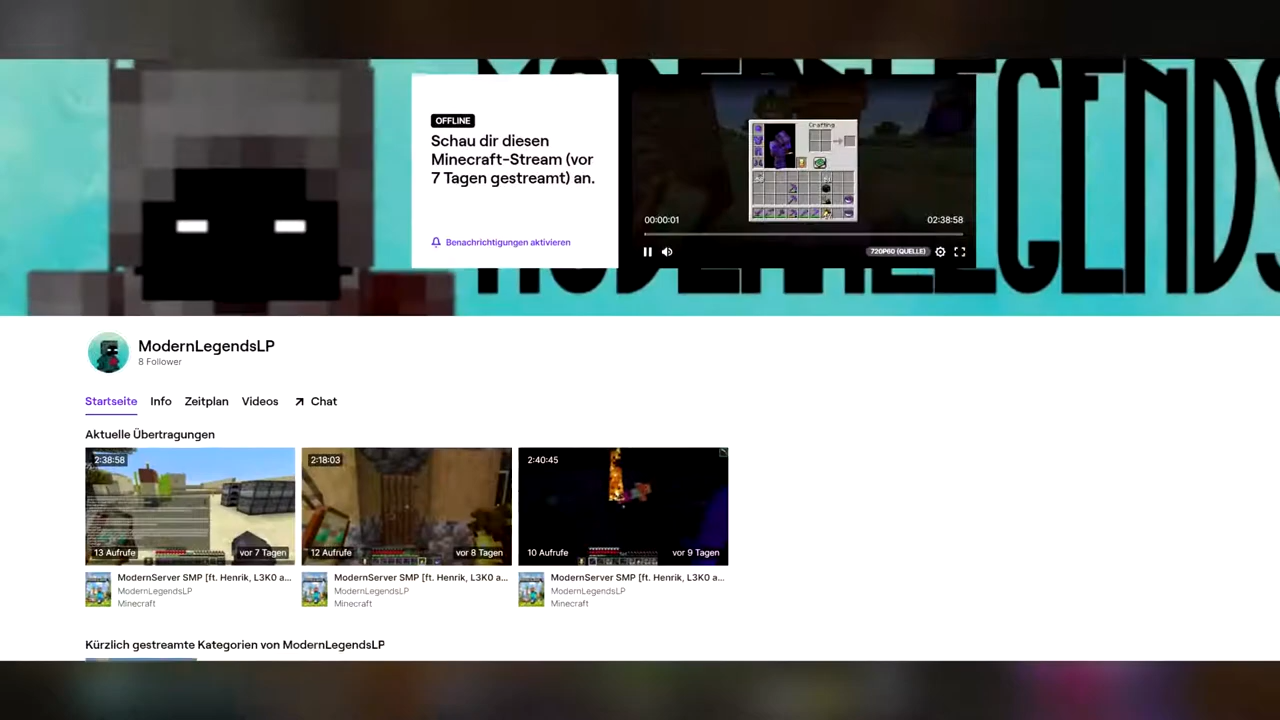 MODERNLEGENDS
OFFLINE
Schau dir diesen
Minecraft-Stream (vor
7 Tagen gestreamt) an.
Benachrichtigungen aktivieren
Crafting
00:00:01
02:38:58
720P60 (QUELLE)
ModernLegendsLP
8 Follower
Startseite
Info
Zeitplan
Videos
Chat
Aktuelle Übertragungen
2:38:58
13 Aufrufe
vor 7 Tagen
2:18:03
12 Aufrufe
vor 8 Tagen
2:40:45
10 Aufrufe
vor 9 Tagen
ModernServer SMP [ft. Henrik, L3K0 a...
ModernLegendsLP
Minecraft
ModernServer SMP [ft. Henrik, L3K0 a...
ModernLegendsLP
Minecraft
ModernServer SMP [ft. Henrik, L3K0 a...
ModernLegendsLP
Minecraft
Kürzlich gestreamte Kategorien von ModernLegendsLP